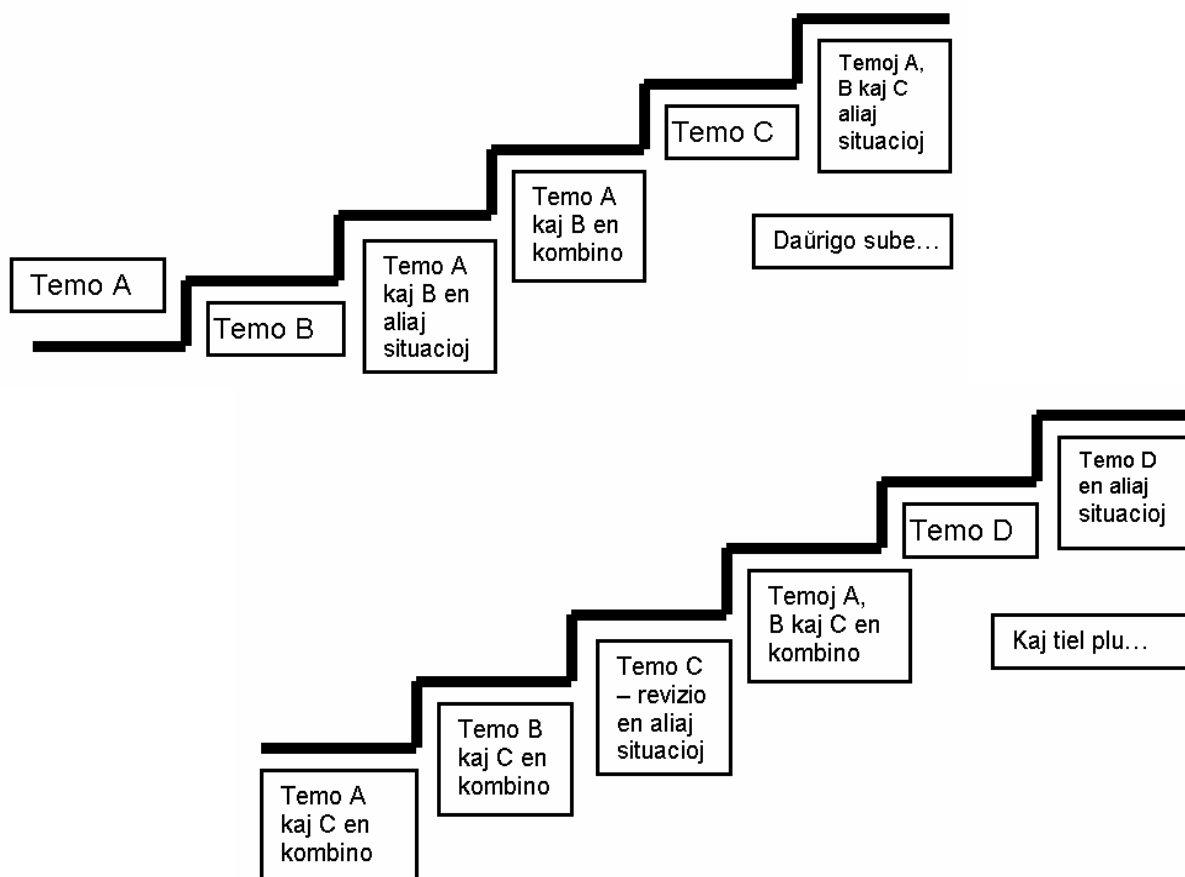 Temo A
Temo B
Temo A
kaj B en
aliaj
situacioj
Temo A
kaj B en
kombino
Temo C
Temoj A,
B kaj C
aliaj
situacioj
Daŭrigo sube…
Temo A
kaj C en
kombino
Temo B
kaj C en
kombino
Temo C
– revizio
en aliaj
situacioj
Temoj A,
B kaj C en
kombino
Temo D
Temo D
en aliaj
situacioj
Kaj tiel plu…